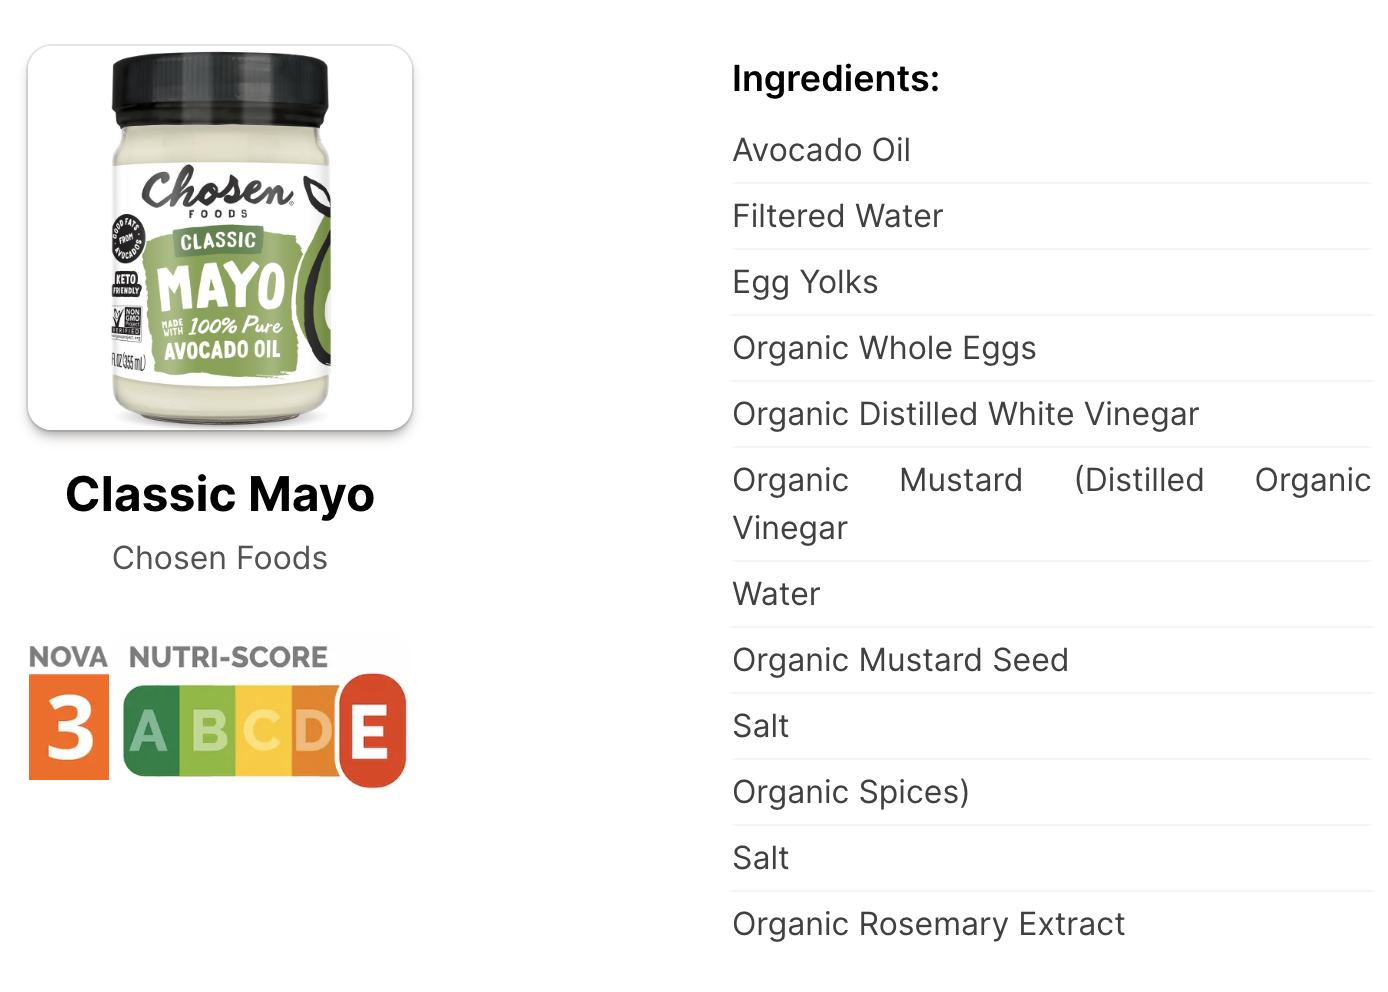 Chosen
FOODS
CLASSIC
MAYO
MADE WITH 100% Pure
AVOCADO OIL
GOOD FATS
FROM
AVOCADOS
KETO
FRIENDLY
NON
GMO
Project
VERIFIED
(355 mL)
Classic Mayo
Chosen Foods
NOVA
3
NUTRI-SCORE
A B C D E
Ingredients:
Avocado Oil
Filtered Water
Egg Yolks
Organic Whole Eggs
Organic Distilled White Vinegar
Organic Mustard (Distilled Organic
Vinegar
Water
Organic Mustard Seed
Salt
Organic Spices)
Salt
Organic Rosemary Extract